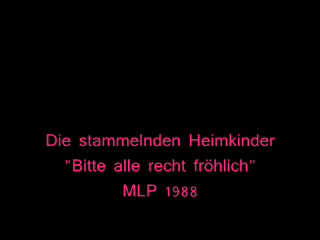 Die stammelnden Heimkinder
"Bitte alle recht fröhlich"
MLP 1988